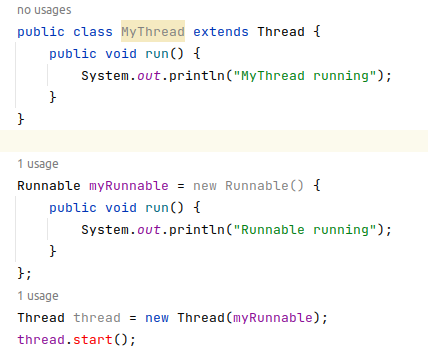 no usages
public class MyThread extends Thread {
    public void run() {
        System.out.println("MyThread running");
    }
}
1 usage
Runnable myRunnable = new Runnable() {
    public void run() {
        System.out.println("Runnable running");
    }
};
1 usage
Thread thread = new Thread(myRunnable);
thread.start();